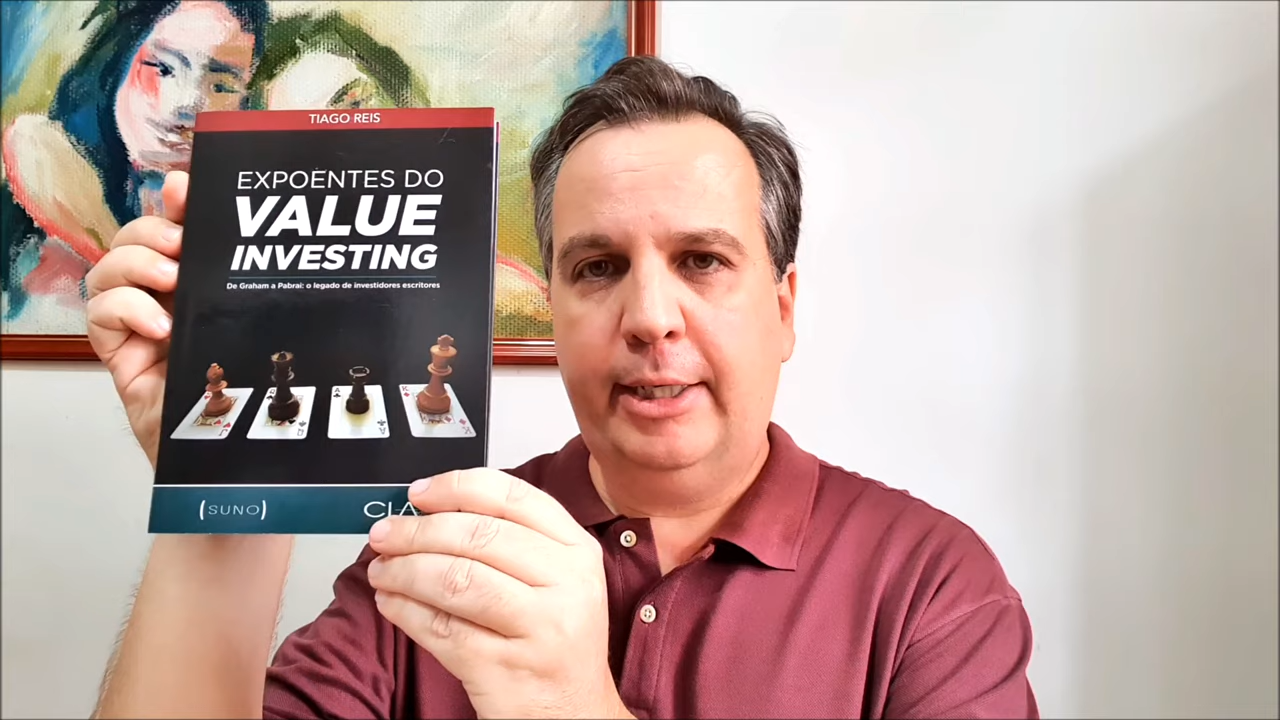 TIAGO REIS
EXPOENTES DO
VALUE
INVESTING
De Graham a Pabrai: o legado de investidores escritores
(SUNO)